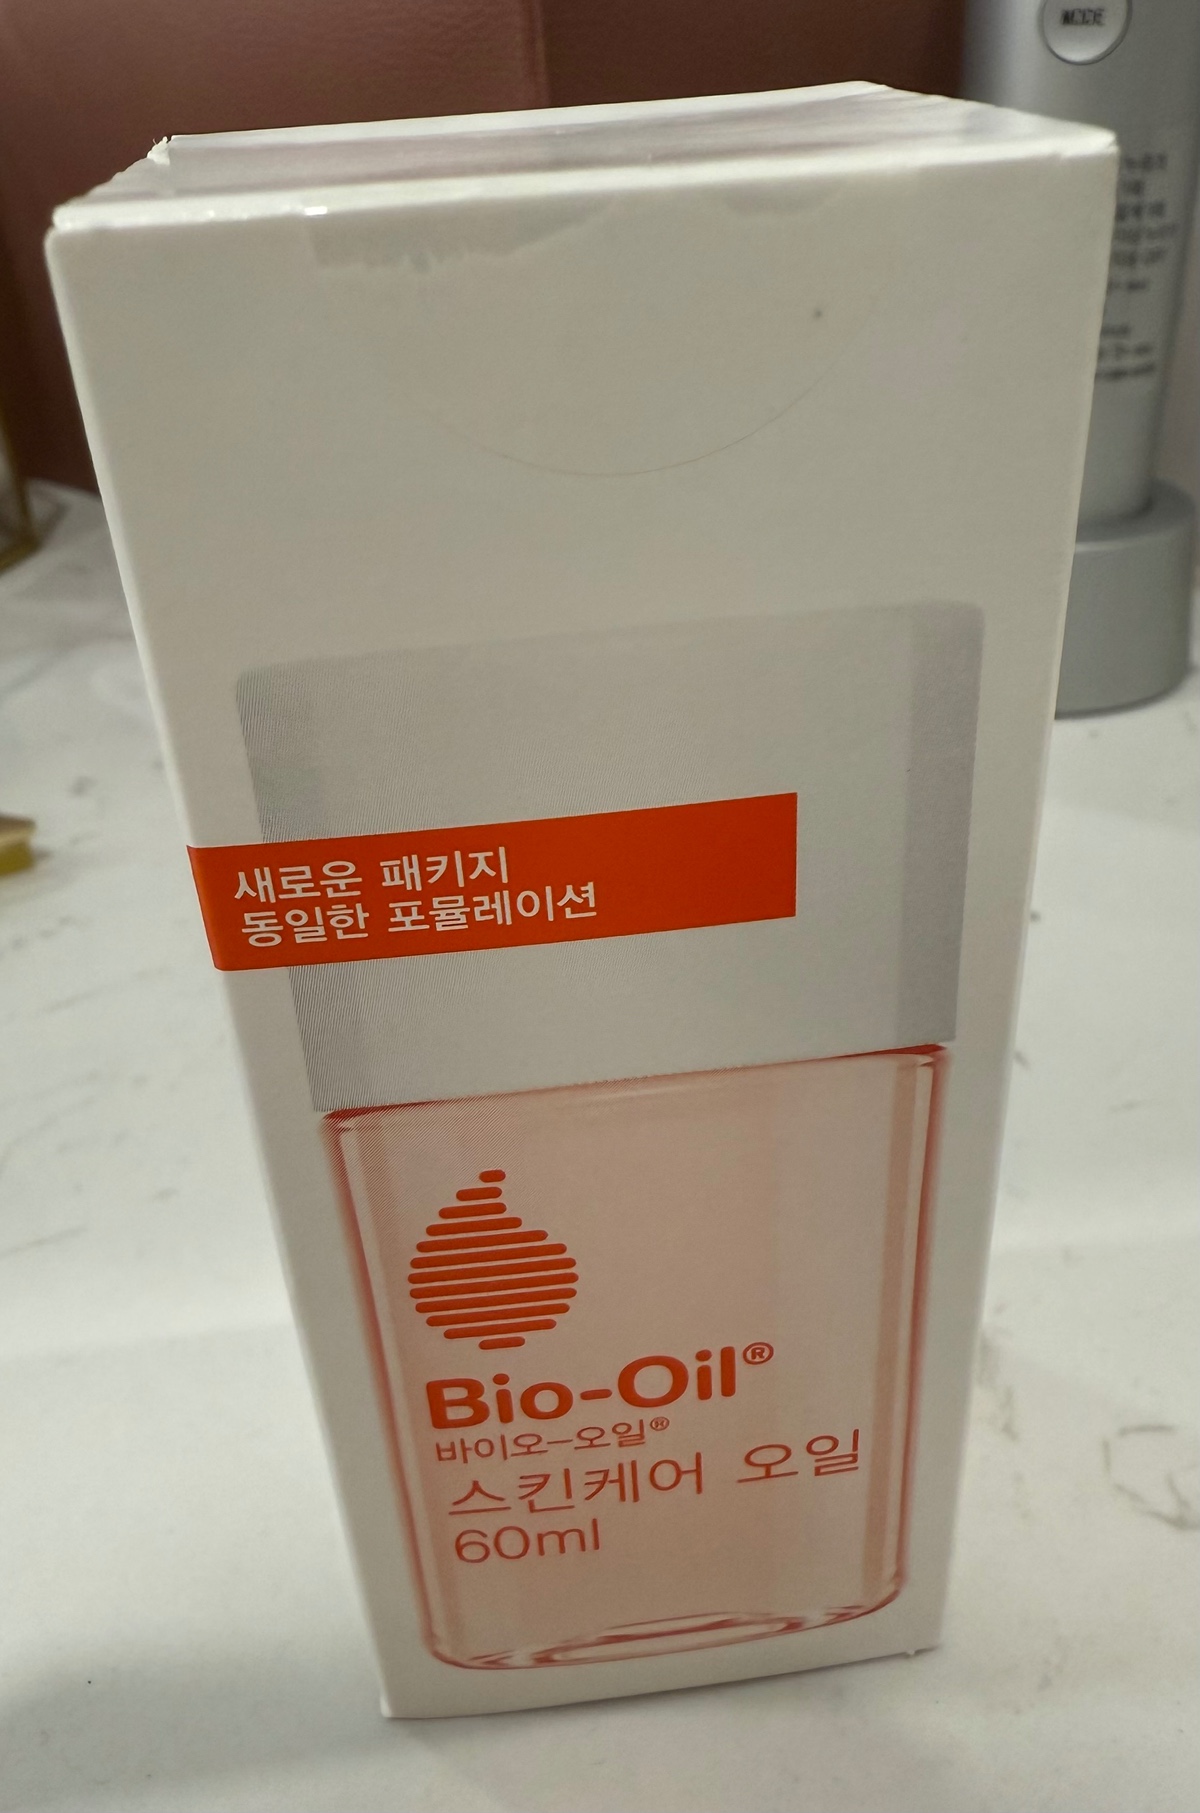 MODE
새로운 패키지
동일한 포뮬레이션
Bio-Oil®
바이오-오일®
스킨케어 오일
60ml